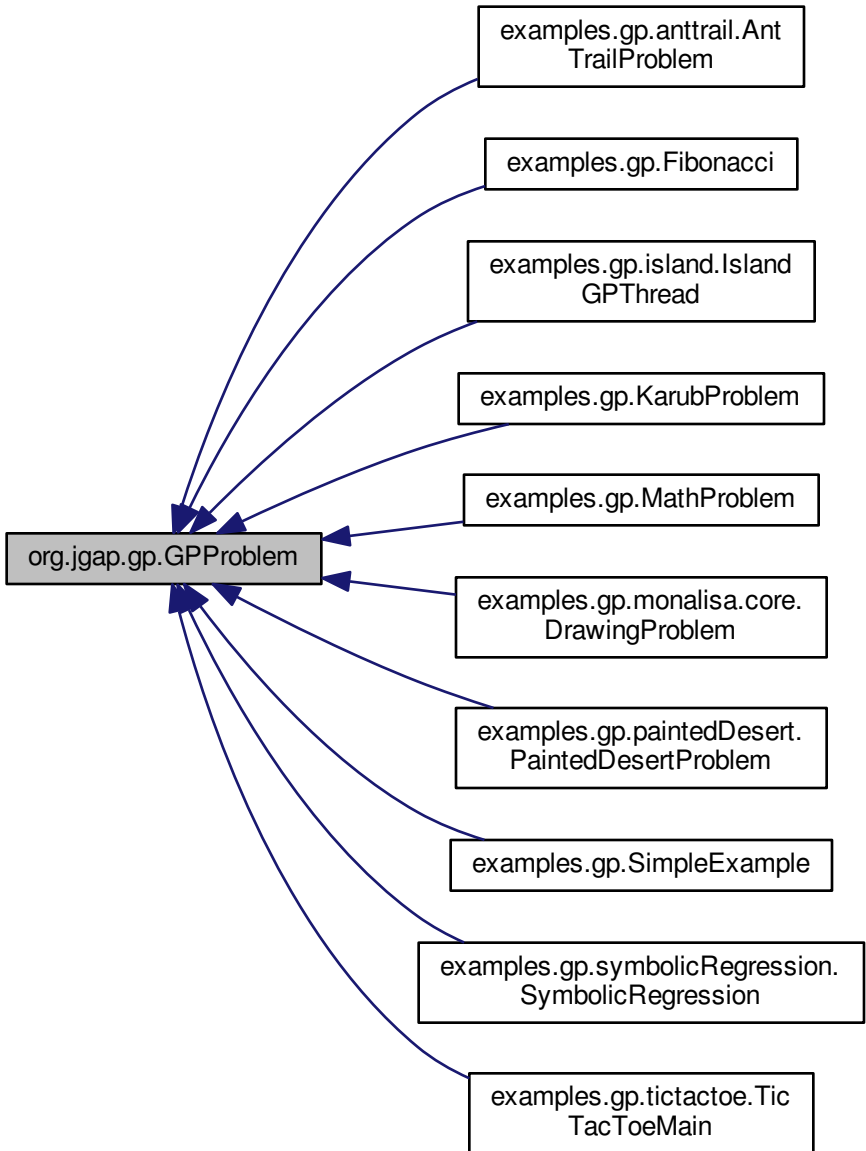 examples.gp.anttrail.Ant
TrailProblem
examples.gp.Fibonacci
examples.gp.island.Island
GPThread
examples.gp.KarubProblem
examples.gp.MathProblem
org.jgap.gp.GPProblem
examples.gp.monalisa.core.
DrawingProblem
examples.gp.paintedDesert.
PaintedDesertProblem
examples.gp.SimpleExample
examples.gp.symbolicRegression.
SymbolicRegression
examples.gp.tictactoe.Tic
TacToeMain